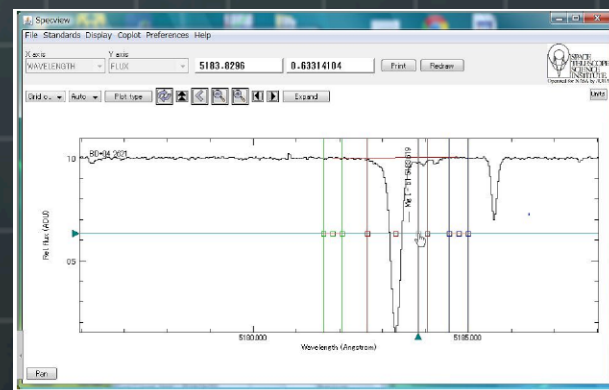 Specview
File Standards Display Coplot Preferences Help
X axis
Y axis
WAVELENGTH
FLUX
5183.8296
0.63314104
Print
Redraw
SPACE
TELESCOPE
SCIENCE
INSTITUTE
Grid o...
Auto
Plot type
Expand
Units
BD+04 2621
1.0
0.5
Rel flux (ADU)
5180.000
5185.000
Wavelength (Angstrom)
Pan